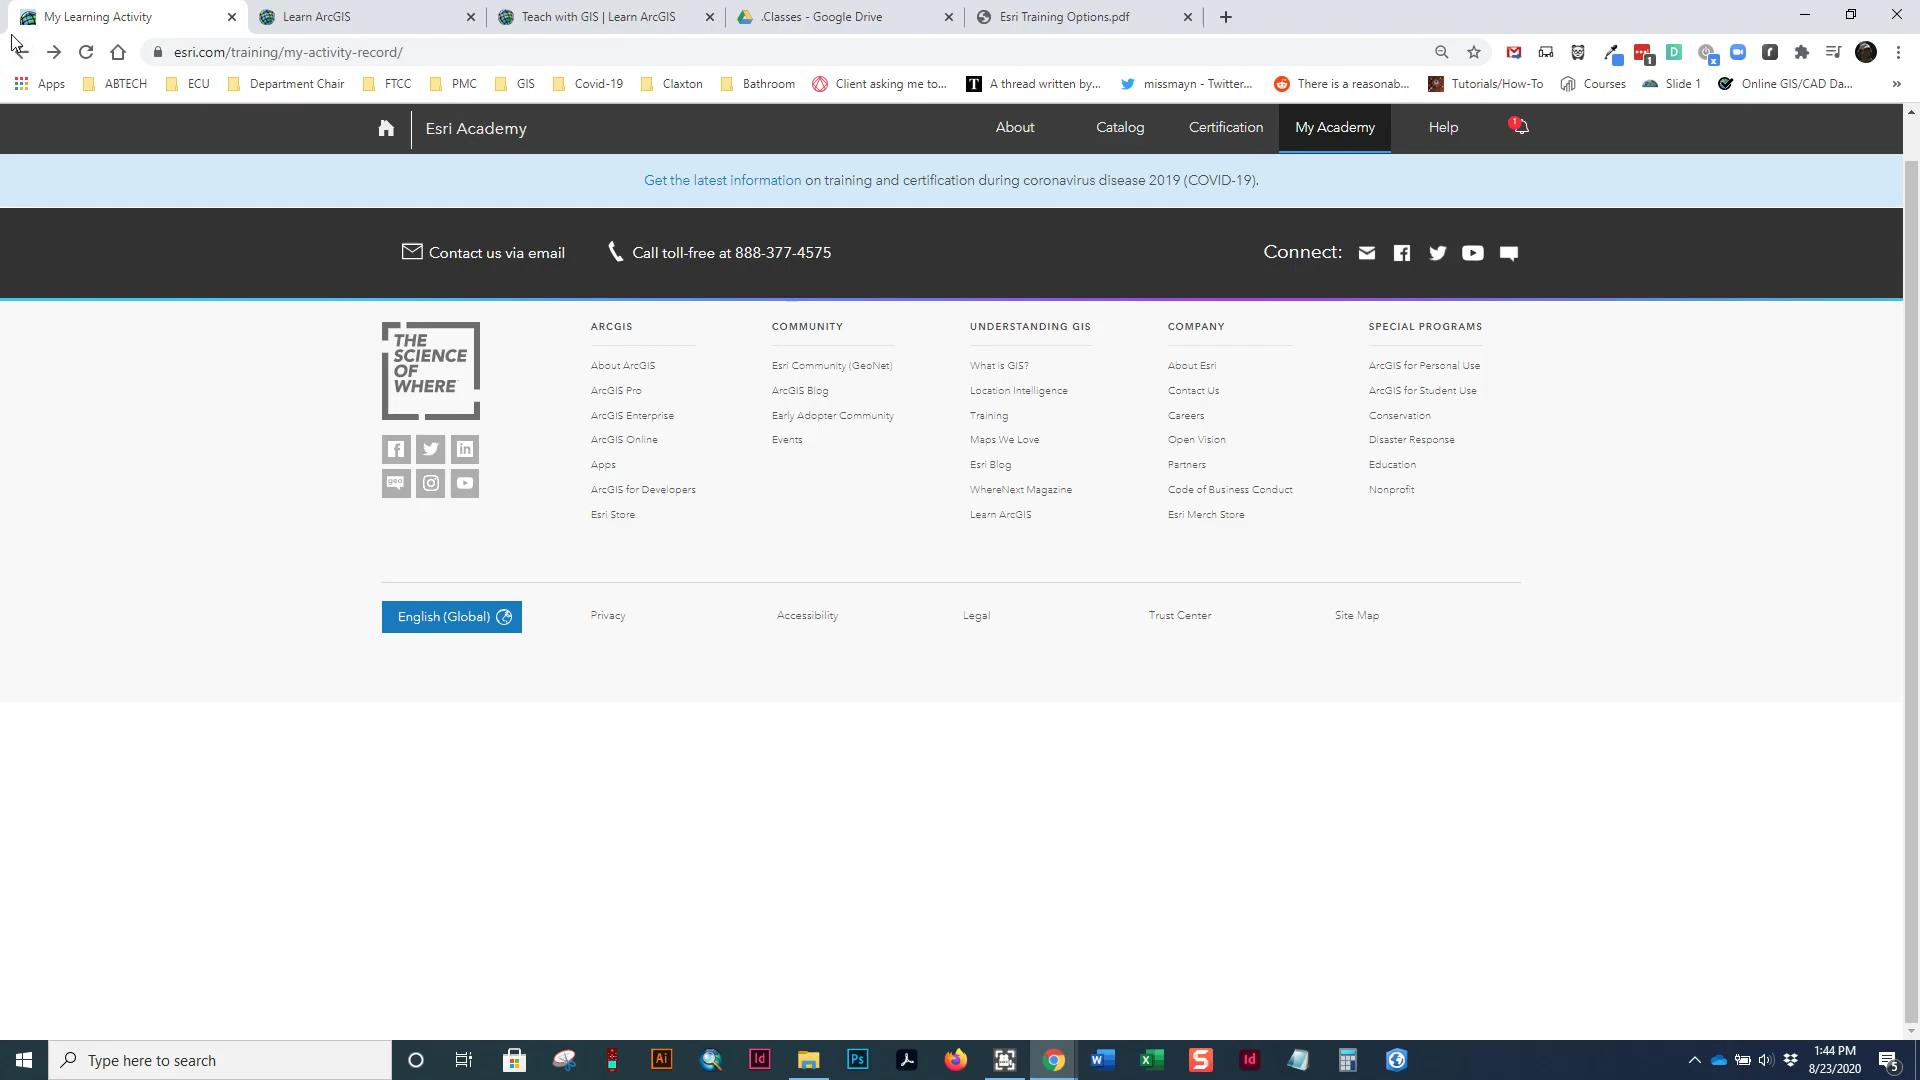 My Learning Activity
Learn ArcGIS
Teach with GIS | Learn ArcGIS
.Classes - Google Drive
Esri Training Options.pdf
esri.com/training/my-activity-record/
Apps
ABTECH
ECU
Department Chair
FTCC
PMC
GIS
Covid-19
Claxton
Bathroom
Client asking me to...
A thread written by...
missmayn - Twitter...
There is a reasonab...
Tutorials/How-To
Courses
Slide 1
Online GIS/CAD Da...
Esri Academy
About
Catalog
Certification
My Academy
Help
1
Get the latest information on training and certification during coronavirus disease 2019 (COVID-19).
Contact us via email
Call toll-free at 888-377-4575
Connect:
THE
SCIENCE
OF
WHERE
ARCGIS
About ArcGIS
ArcGIS Pro
ArcGIS Enterprise
ArcGIS Online
Apps
ArcGIS for Developers
Esri Store
COMMUNITY
Esri Community (GeoNet)
ArcGIS Blog
Early Adopter Community
Events
UNDERSTANDING GIS
What is GIS?
Location Intelligence
Training
Maps We Love
Esri Blog
WhereNext Magazine
Learn ArcGIS
COMPANY
About Esri
Contact Us
Careers
Open Vision
Partners
Code of Business Conduct
Esri Merch Store
SPECIAL PROGRAMS
ArcGIS for Personal Use
ArcGIS for Student Use
Conservation
Disaster Response
Education
Nonprofit
English (Global)
Privacy
Accessibility
Legal
Trust Center
Site Map
Type here to search
1:44 PM
8/23/2020
5